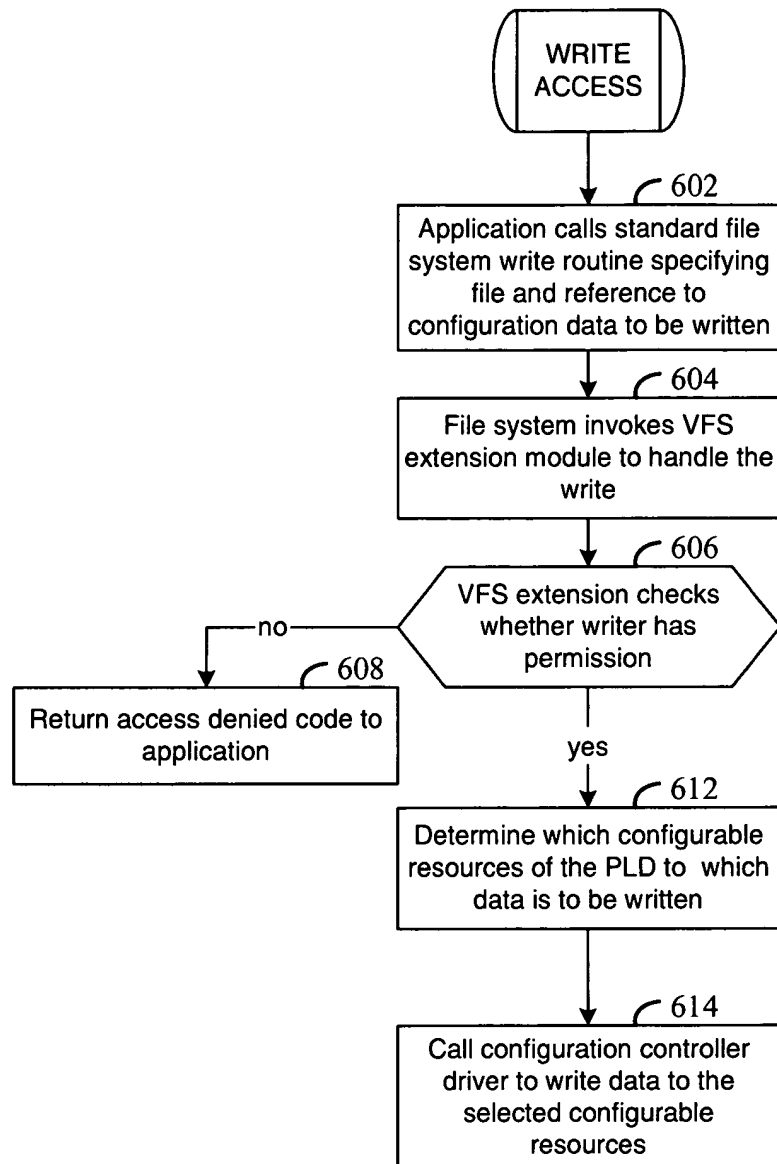 WRITE
ACCESS
602
Application calls standard file
system write routine specifying
file and reference to
configuration data to be written
604
File system invokes VFS
extension module to handle the
write
606
VFS extension checks
whether writer has
permission
no
608
Return access denied code to
application
yes
612
Determine which configurable
resources of the PLD to which
data is to be written
614
Call configuration controller
driver to write data to the
selected configurable
resources